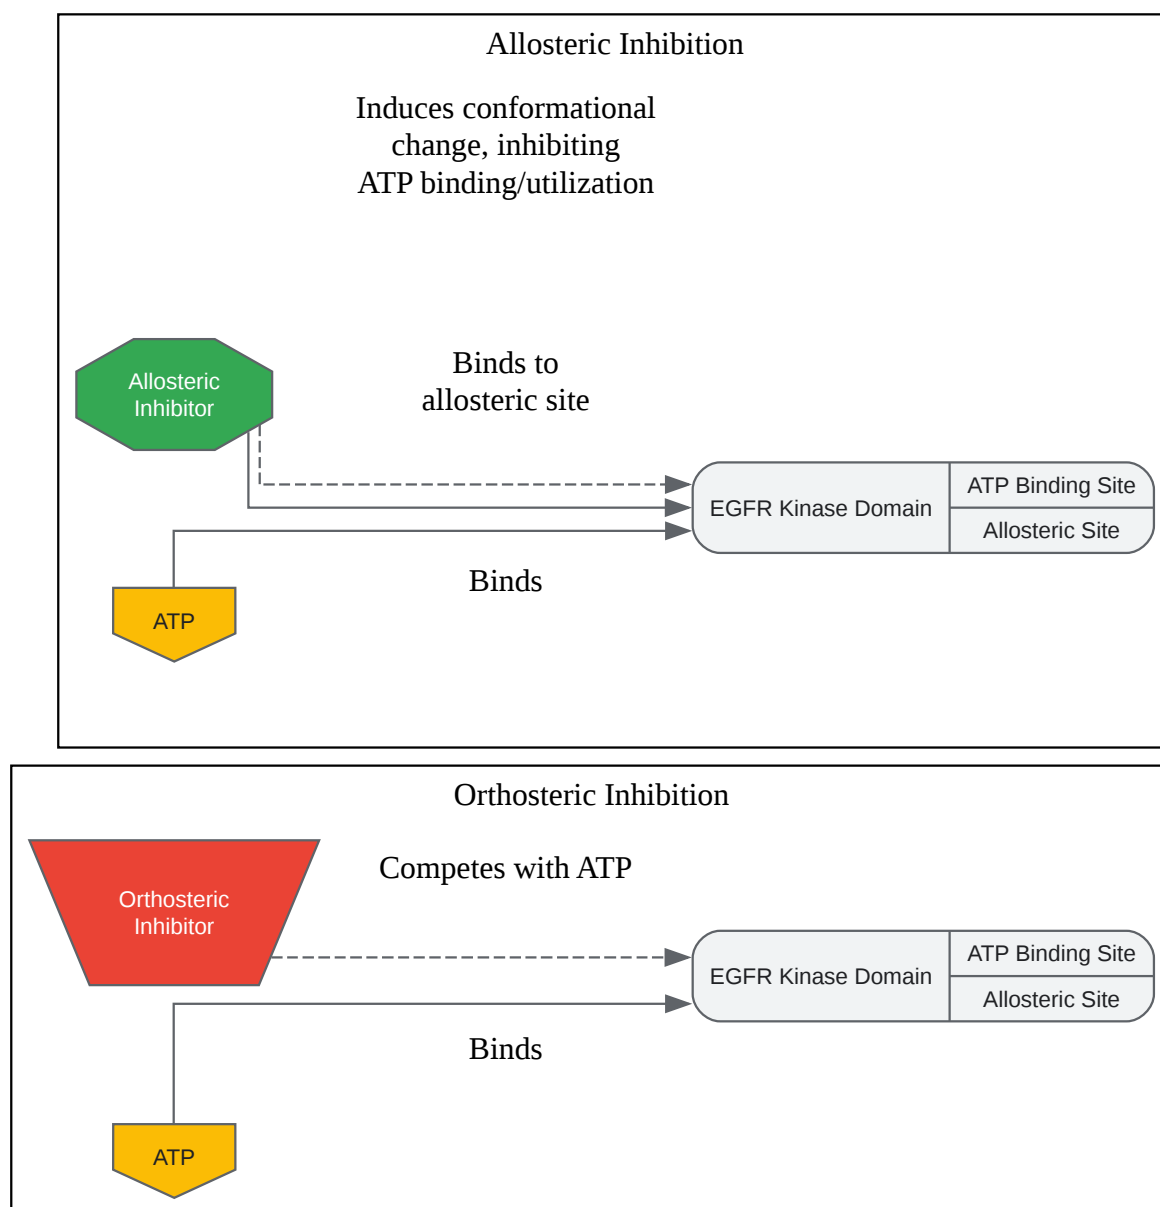 Allosteric Inhibition
Induces conformational
change, inhibiting
ATP binding/utilization
Allosteric
Inhibitor
Binds to
allosteric site
EGFR Kinase Domain
ATP Binding Site
Allosteric Site
Binds
ATP
Orthosteric Inhibition
Competes with ATP
Orthosteric
Inhibitor
EGFR Kinase Domain
ATP Binding Site
Allosteric Site
Binds
ATP